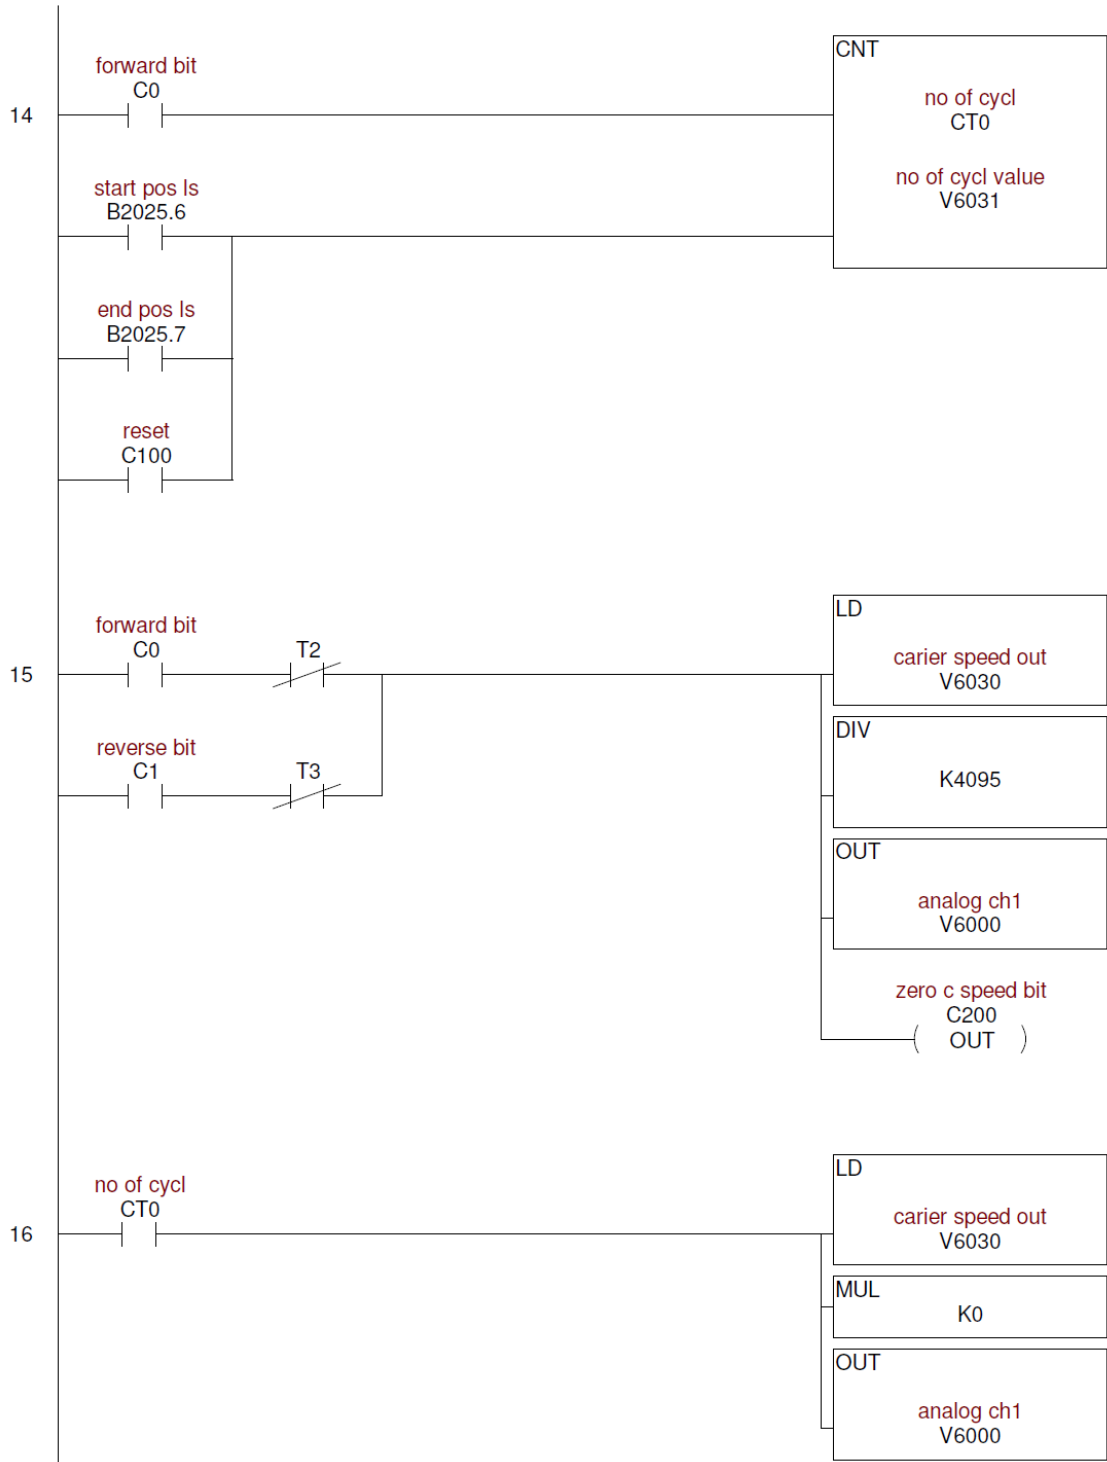 forward bit
C0
14
CNT
no of cycl
CT0
no of cycl value
V6031
start pos ls
B2025.6
end pos ls
B2025.7
reset
C100
forward bit
C0
T2
15
LD
carier speed out
V6030
reverse bit
C1
T3
DIV
K4095
OUT
analog ch1
V6000
zero c speed bit
C200
OUT
no of cycl
CT0
16
LD
carier speed out
V6030
MUL
K0
OUT
analog ch1
V6000